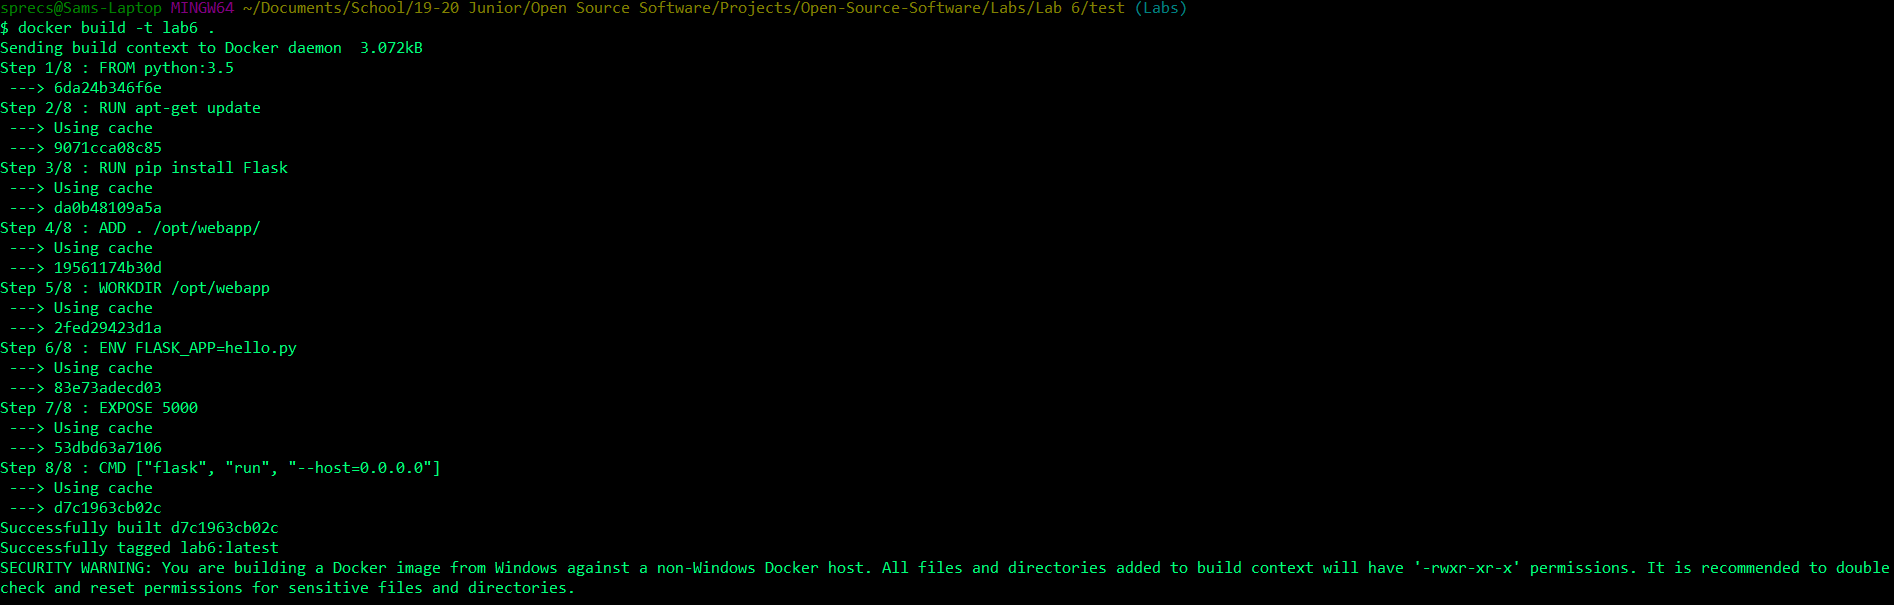 sprecs@Sams-Laptop MINGW64 ~/Documents/School/19-20 Junior/Open Source Software/Projects/Open-Source-Software/Labs/Lab 6/test (Labs)
$ docker build -t lab6 .
Sending build context to Docker daemon  3.072kB
Step 1/8 : FROM python:3.5
 ---> 6da24b346f6e
Step 2/8 : RUN apt-get update
 ---> Using cache
 ---> 9071cca08c85
Step 3/8 : RUN pip install Flask
 ---> Using cache
 ---> da0b48109a5a
Step 4/8 : ADD . /opt/webapp/
 ---> Using cache
 ---> 19561174b30d
Step 5/8 : WORKDIR /opt/webapp
 ---> Using cache
 ---> 2fed29423d1a
Step 6/8 : ENV FLASK_APP=hello.py
 ---> Using cache
 ---> 83e73adecd03
Step 7/8 : EXPOSE 5000
 ---> Using cache
 ---> 53dbd63a7106
Step 8/8 : CMD ["flask", "run", "--host=0.0.0.0"]
 ---> Using cache
 ---> d7c1963cb02c
Successfully built d7c1963cb02c
Successfully tagged lab6:latest
SECURITY WARNING: You are building a Docker image from Windows against a non-Windows Docker host. All files and directories added to build context will have '-rwxr-xr-x' permissions. It is recommended to double
check and reset permissions for sensitive files and directories.